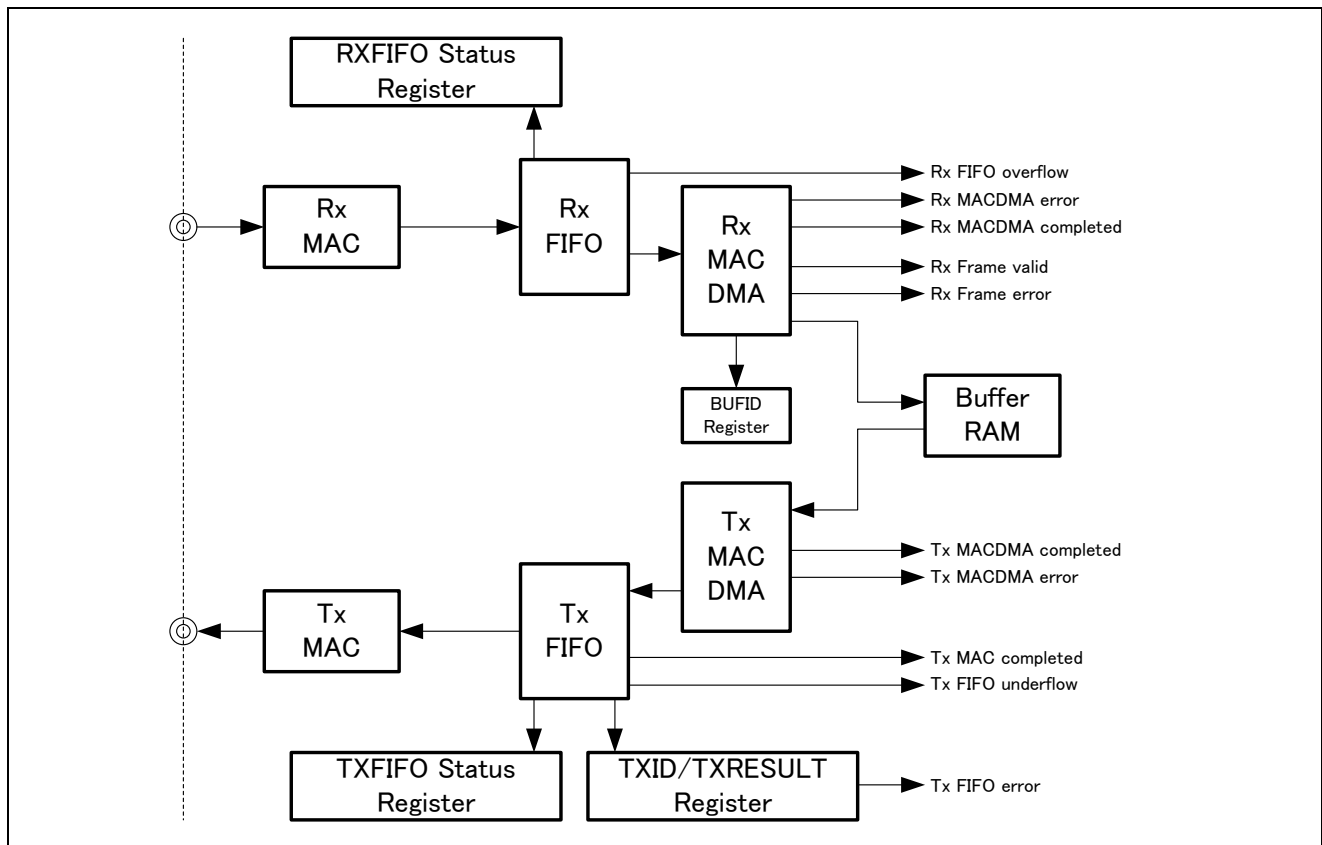 RXFIFO Status
Register
Rx FIFO overflow
Rx
MAC
Rx
FIFO
Rx
MAC
DMA
Rx MACDMA error
Rx MACDMA completed
Rx Frame valid
Rx Frame error
BUFID
Register
Buffer
RAM
Tx
MAC
DMA
Tx MACDMA completed
Tx MACDMA error
Tx
MAC
Tx
FIFO
Tx MAC completed
Tx FIFO underflow
TXFIFO Status
Register
TXID/TXRESULT
Register
Tx FIFO error